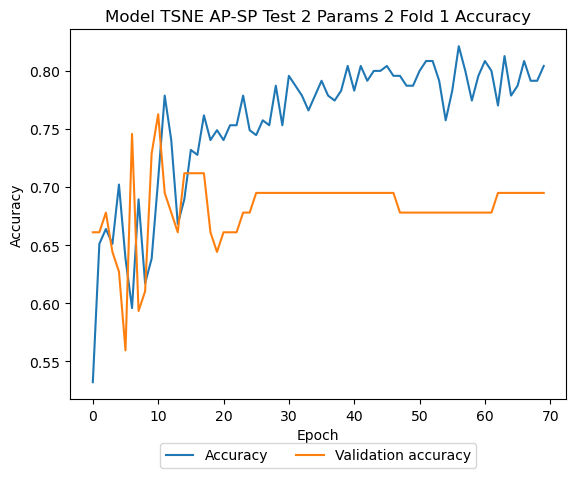 Model TSNE AP-SP Test 2 Params 2 Fold 1 Accuracy
Accuracy
0.80
0.75
0.70
0.65
0.60
0.55
0 10 20 30 40 50 60 70
Epoch
Accuracy Validation accuracy